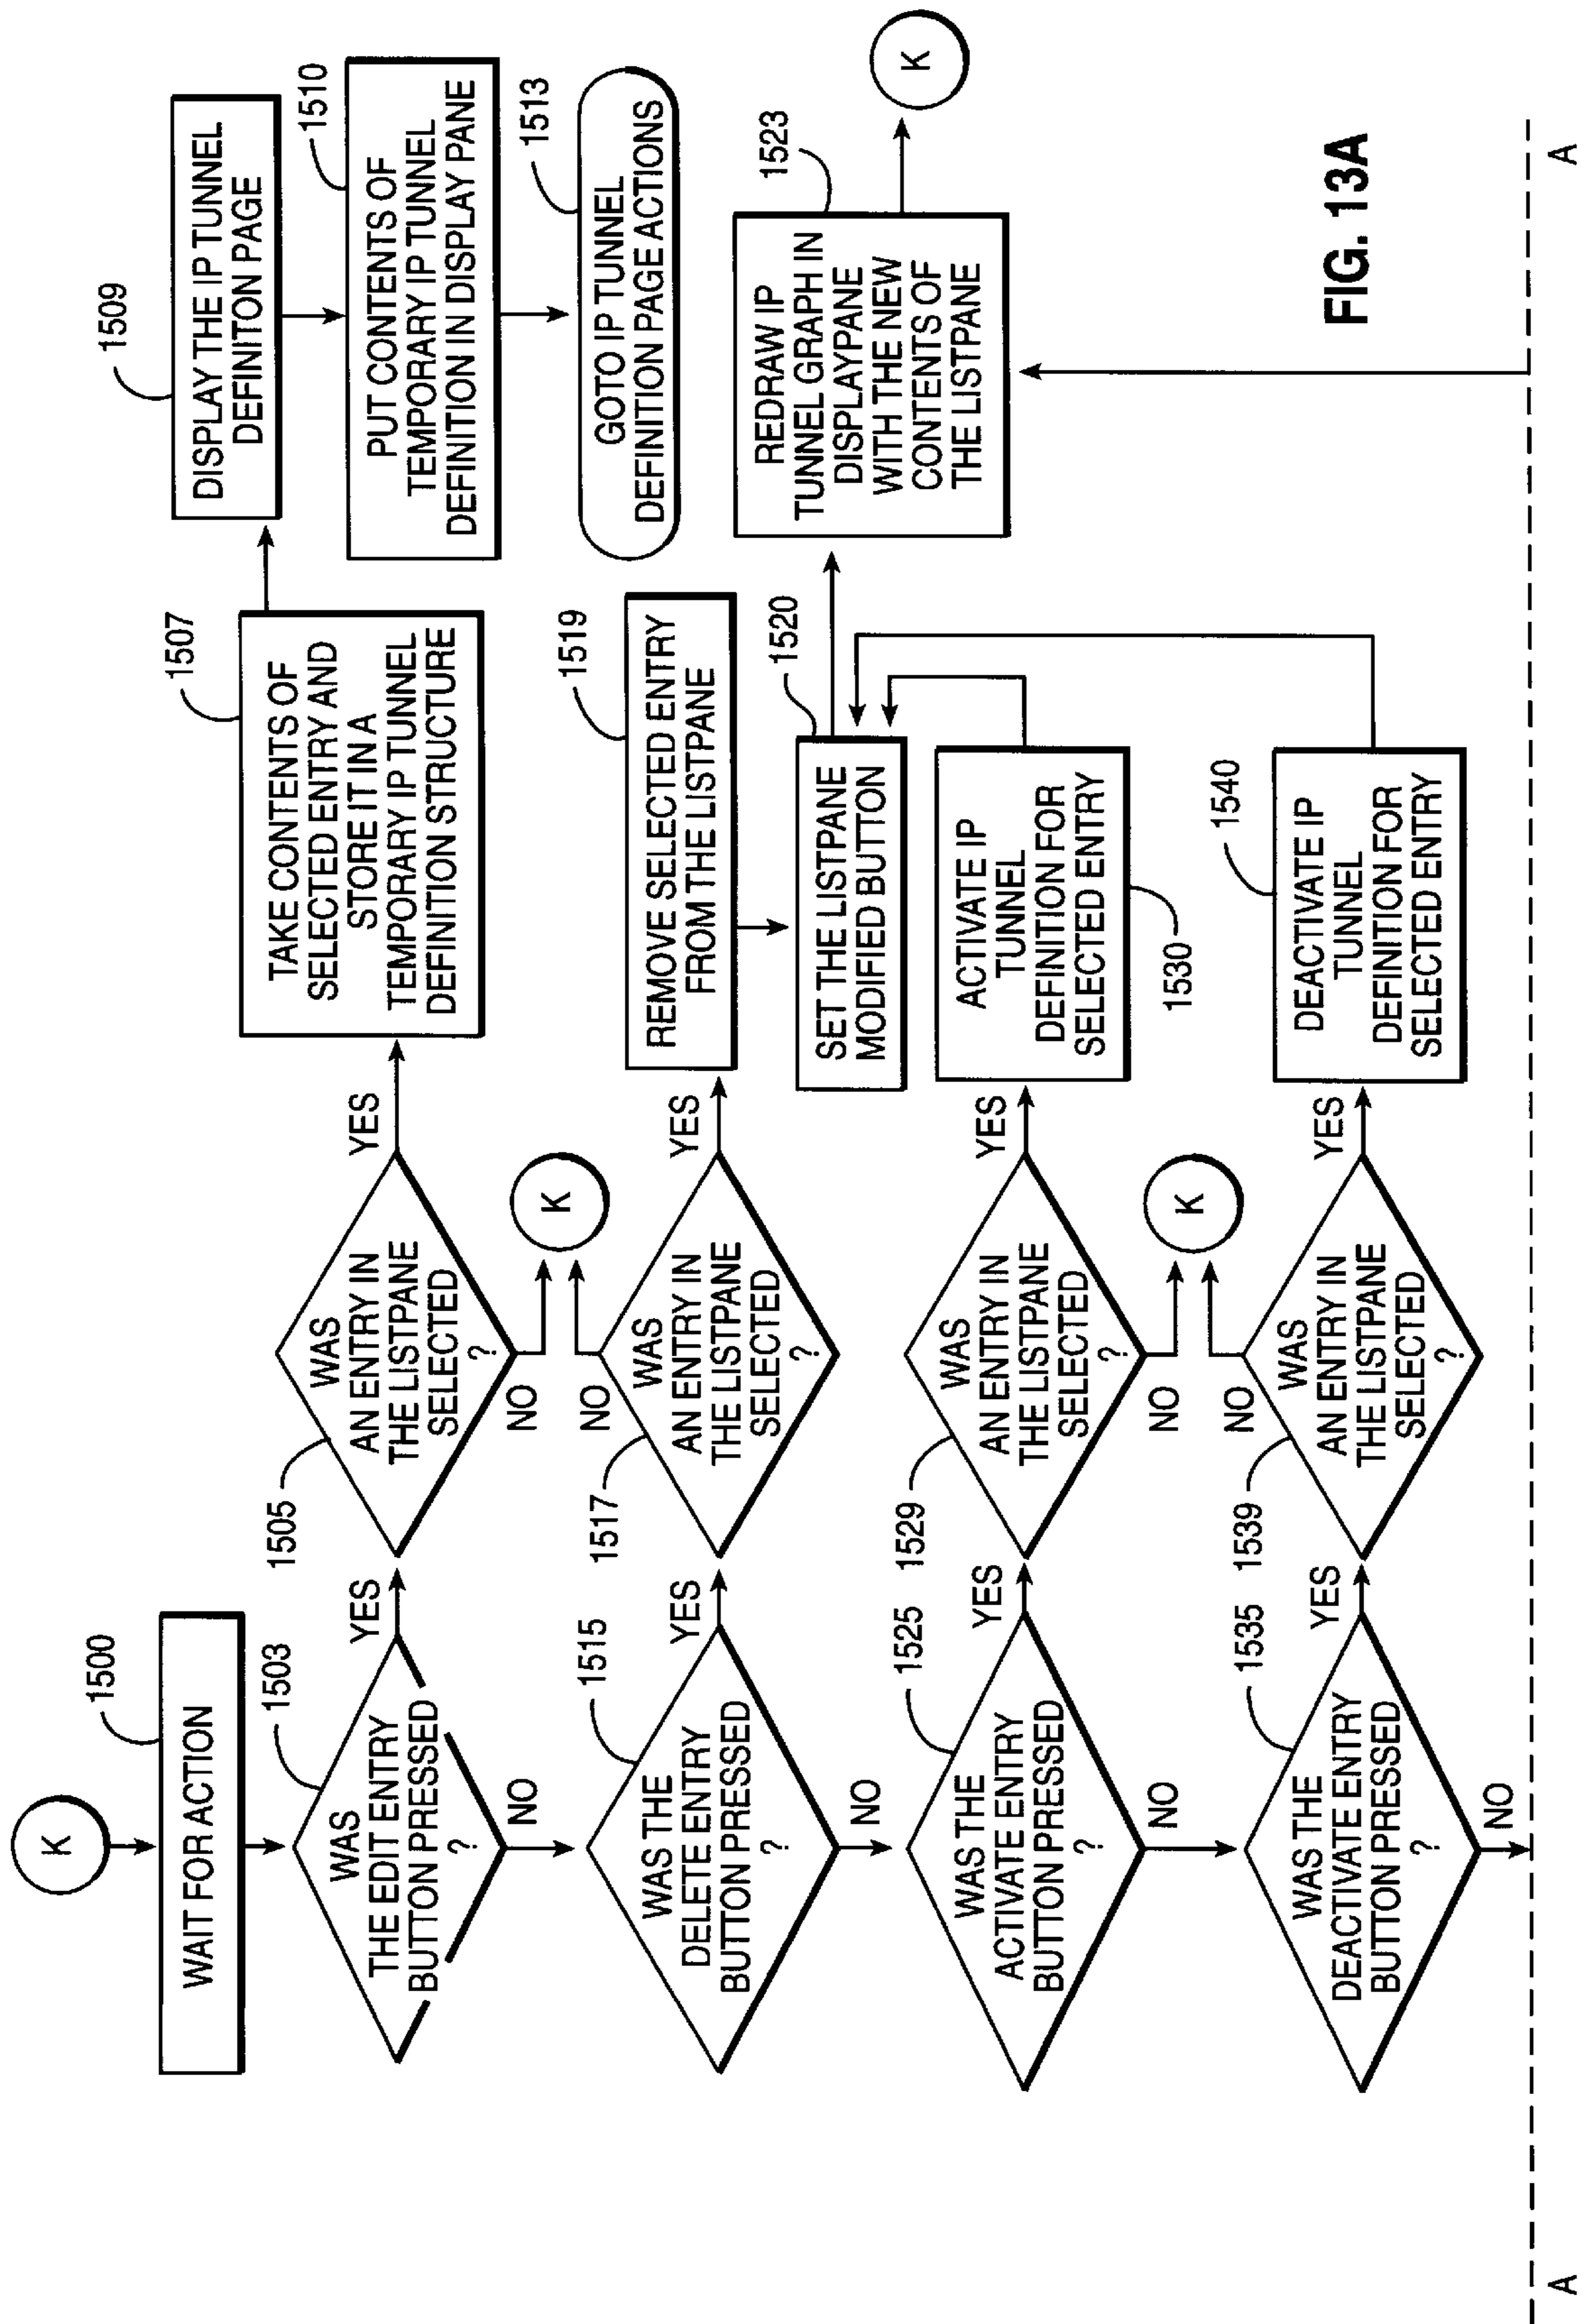 K
1500
WAIT FOR ACTION
1503
WAS
THE EDIT ENTRY
BUTTON PRESSED
?
YES
NO
1505
WAS
AN ENTRY IN
THE LISTPANE
SELECTED
?
YES
NO
K
1507
TAKE CONTENTS OF
SELECTED ENTRY AND
STORE IT IN A
TEMPORARY IP TUNNEL
DEFINITION STRUCTURE
1509
DISPLAY THE IP TUNNEL
DEFINITON PAGE
1510
PUT CONTENTS OF
TEMPORARY IP TUNNEL
DEFINITION IN DISPLAY PANE
1513
GOTO IP TUNNEL
DEFINITION PAGE ACTIONS
1515
WAS THE
DELETE ENTRY
BUTTON PRESSED
?
YES
NO
1517
WAS
AN ENTRY IN
THE LISTPANE
SELECTED
?
YES
NO
1519
REMOVE SELECTED ENTRY
FROM THE LISTPANE
1520
SET THE LISTPANE
MODIFIED BUTTON
1523
REDRAW IP
TUNNEL GRAPH IN
DISPLAYPANE
WITH THE NEW
CONTENTS OF
THE LISTPANE
K
1525
WAS THE
ACTIVATE ENTRY
BUTTON PRESSED
?
YES
NO
1529
WAS
AN ENTRY IN
THE LISTPANE
SELECTED
?
YES
NO
K
ACTIVATE IP
TUNNEL
DEFINITION FOR
SELECTED ENTRY
1530
1535
WAS THE
DEACTIVATE ENTRY
BUTTON PRESSED
?
YES
NO
1539
WAS
AN ENTRY IN
THE LISTPANE
SELECTED
?
YES
NO
1540
DEACTIVATE IP
TUNNEL
DEFINITION FOR
SELECTED ENTRY
FIG. 13A
A
A